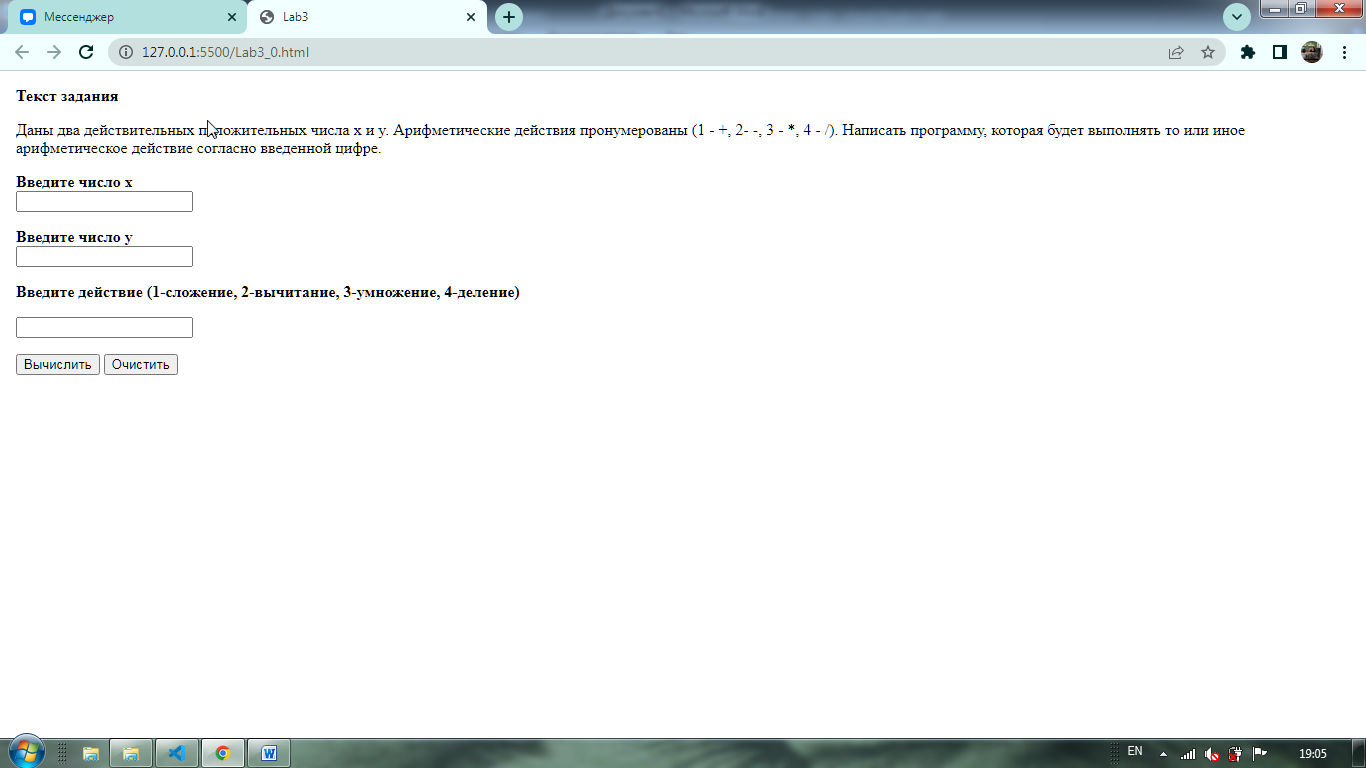 Мессенджер
Lab3
127.0.0.1:5500/Lab3_0.html
Текст задания
Даны два действительных положительных числа x и y. Арифметические действия пронумерованы (1 - +, 2- -, 3 - *, 4 - /). Написать программу, которая будет выполнять то или иное
арифметическое действие согласно введенной цифре.
Введите число x
Введите число y
Введите действие (1-сложение, 2-вычитание, 3-умножение, 4-деление)
Вычислить Очистить
EN 19:05